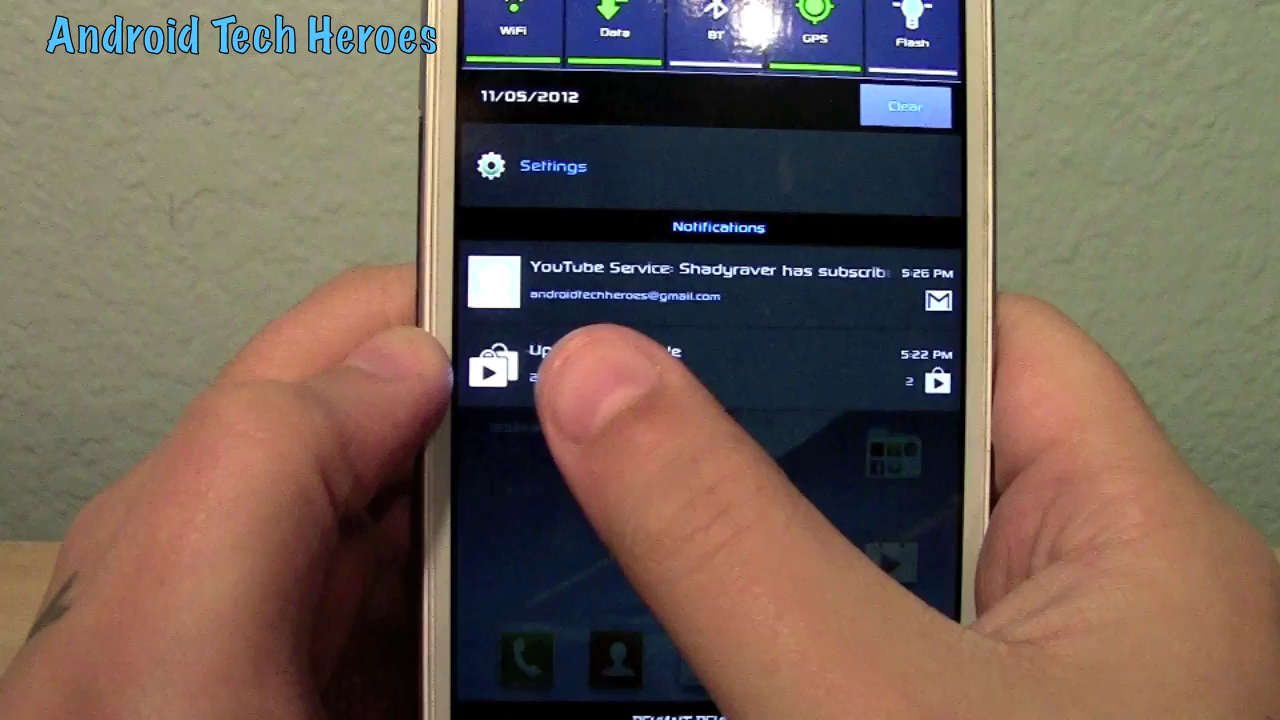 Android Tech Heroes
WiFi
Data
BT
GPS
Flash
11/05/2012
Clear
Settings
Notifications
YouTube Service: Shadyraver has subscrib
5:26 PM
androidtechheroes@gmail.com
5:22 PM
2